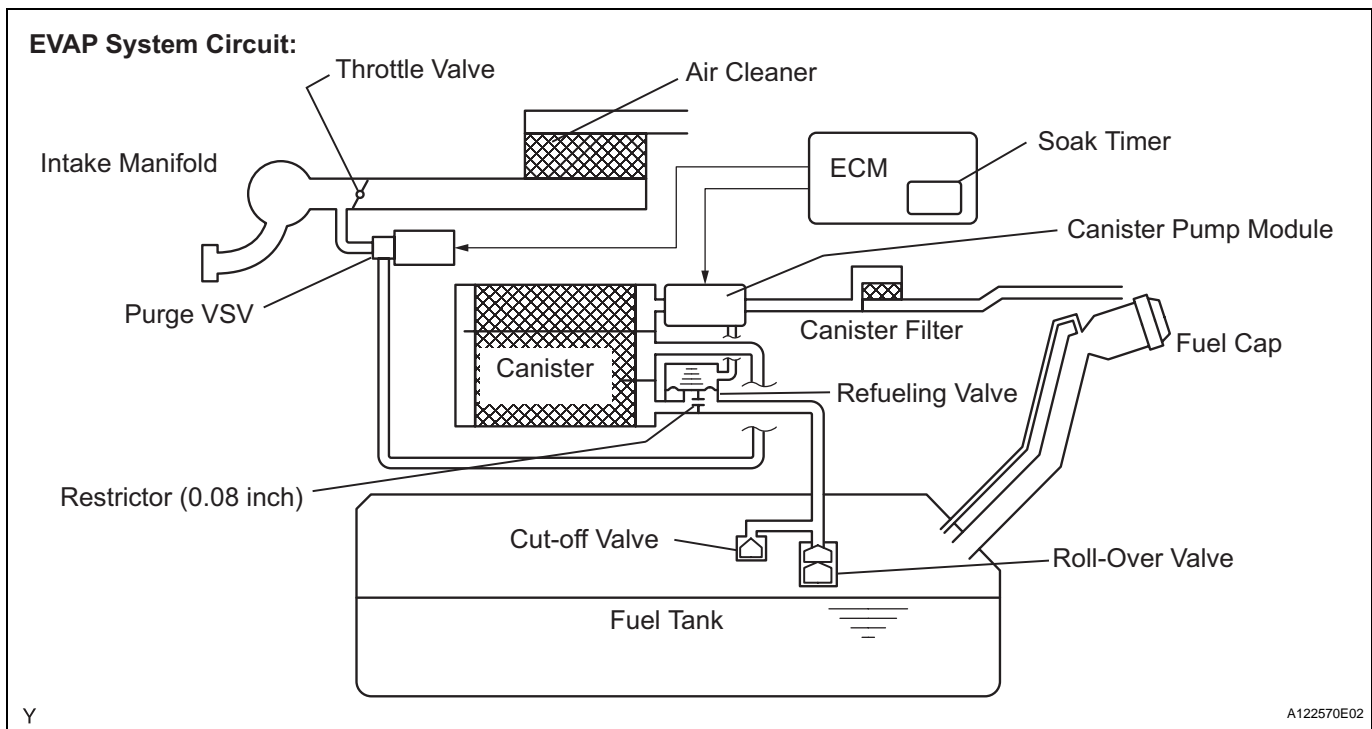 EVAP System Circuit:
Throttle Valve
Air Cleaner
Intake Manifold
ECM
Soak Timer
Canister Pump Module
Purge VSV
Canister Filter
Fuel Cap
Canister
Refueling Valve
Restrictor (0.08 inch)
Cut-off Valve
Roll-Over Valve
Fuel Tank
Y
A122570E02